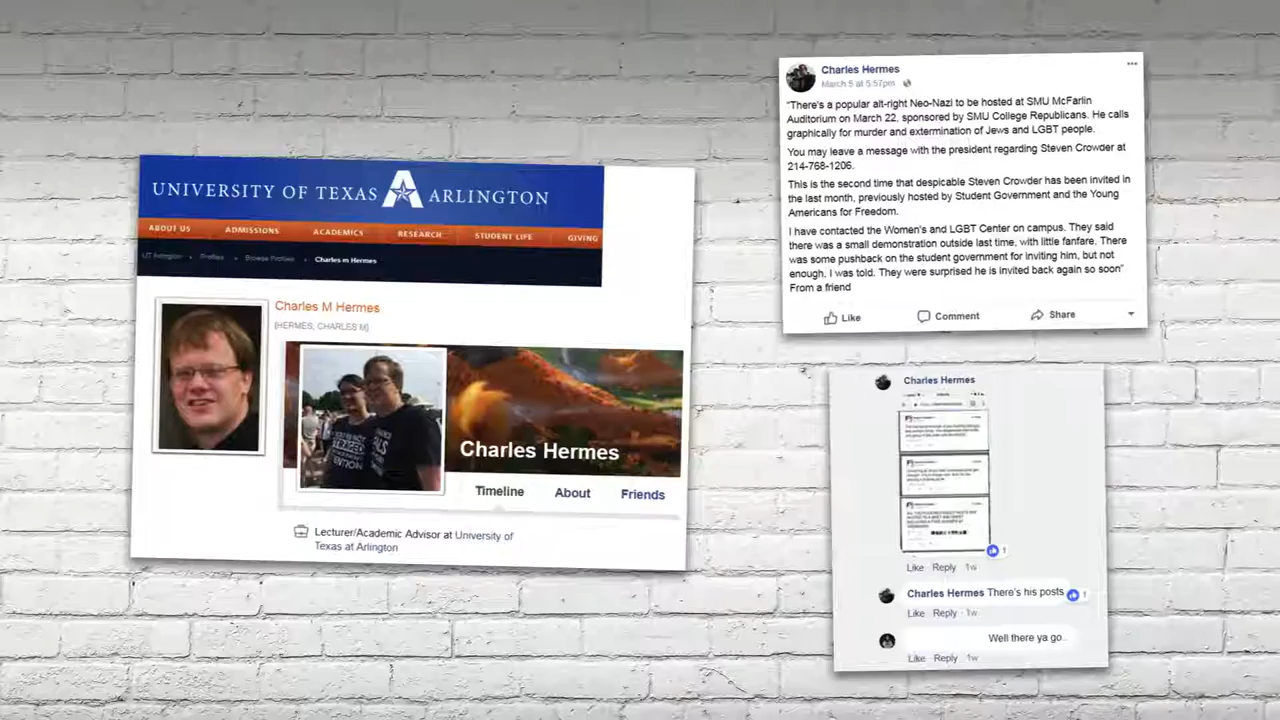 UNIVERSITY OF TEXAS ARLINGTON
ABOUT US ADMISSIONS ACADEMICS RESEARCH STUDENT LIFE GIVING
UT Arlington Profiles Browse Profiles Charles m Hermes
Charles M Hermes
[HERMES, CHARLES M]
Charles Hermes
Timeline About Friends
Lecturer/Academic Advisor at University of
Texas at Arlington
Charles Hermes
March 5 at 5:57pm
"There's a popular alt-right Neo-Nazi to be hosted at SMU McFarlin
Auditorium on March 22, sponsored by SMU College Republicans. He calls
graphically for murder and extermination of Jews and LGBT people.
You may leave a message with the president regarding Steven Crowder at
214-768-1206.
This is the second time that despicable Steven Crowder has been invited in
the last month, previously hosted by Student Government and the Young
Americans for Freedom.
I have contacted the Women's and LGBT Center on campus. They said
there was a small demonstration outside last time, with little fanfare. There
was some pushback on the student government for inviting him, but not
enough. I was told. They were surprised he is invited back again so soon"
From a friend
Like Comment Share
Charles Hermes
1
Like Reply 1w
Charles Hermes There's his posts
1
Like Reply · 1w
Well there ya go..
Like Reply · 1w